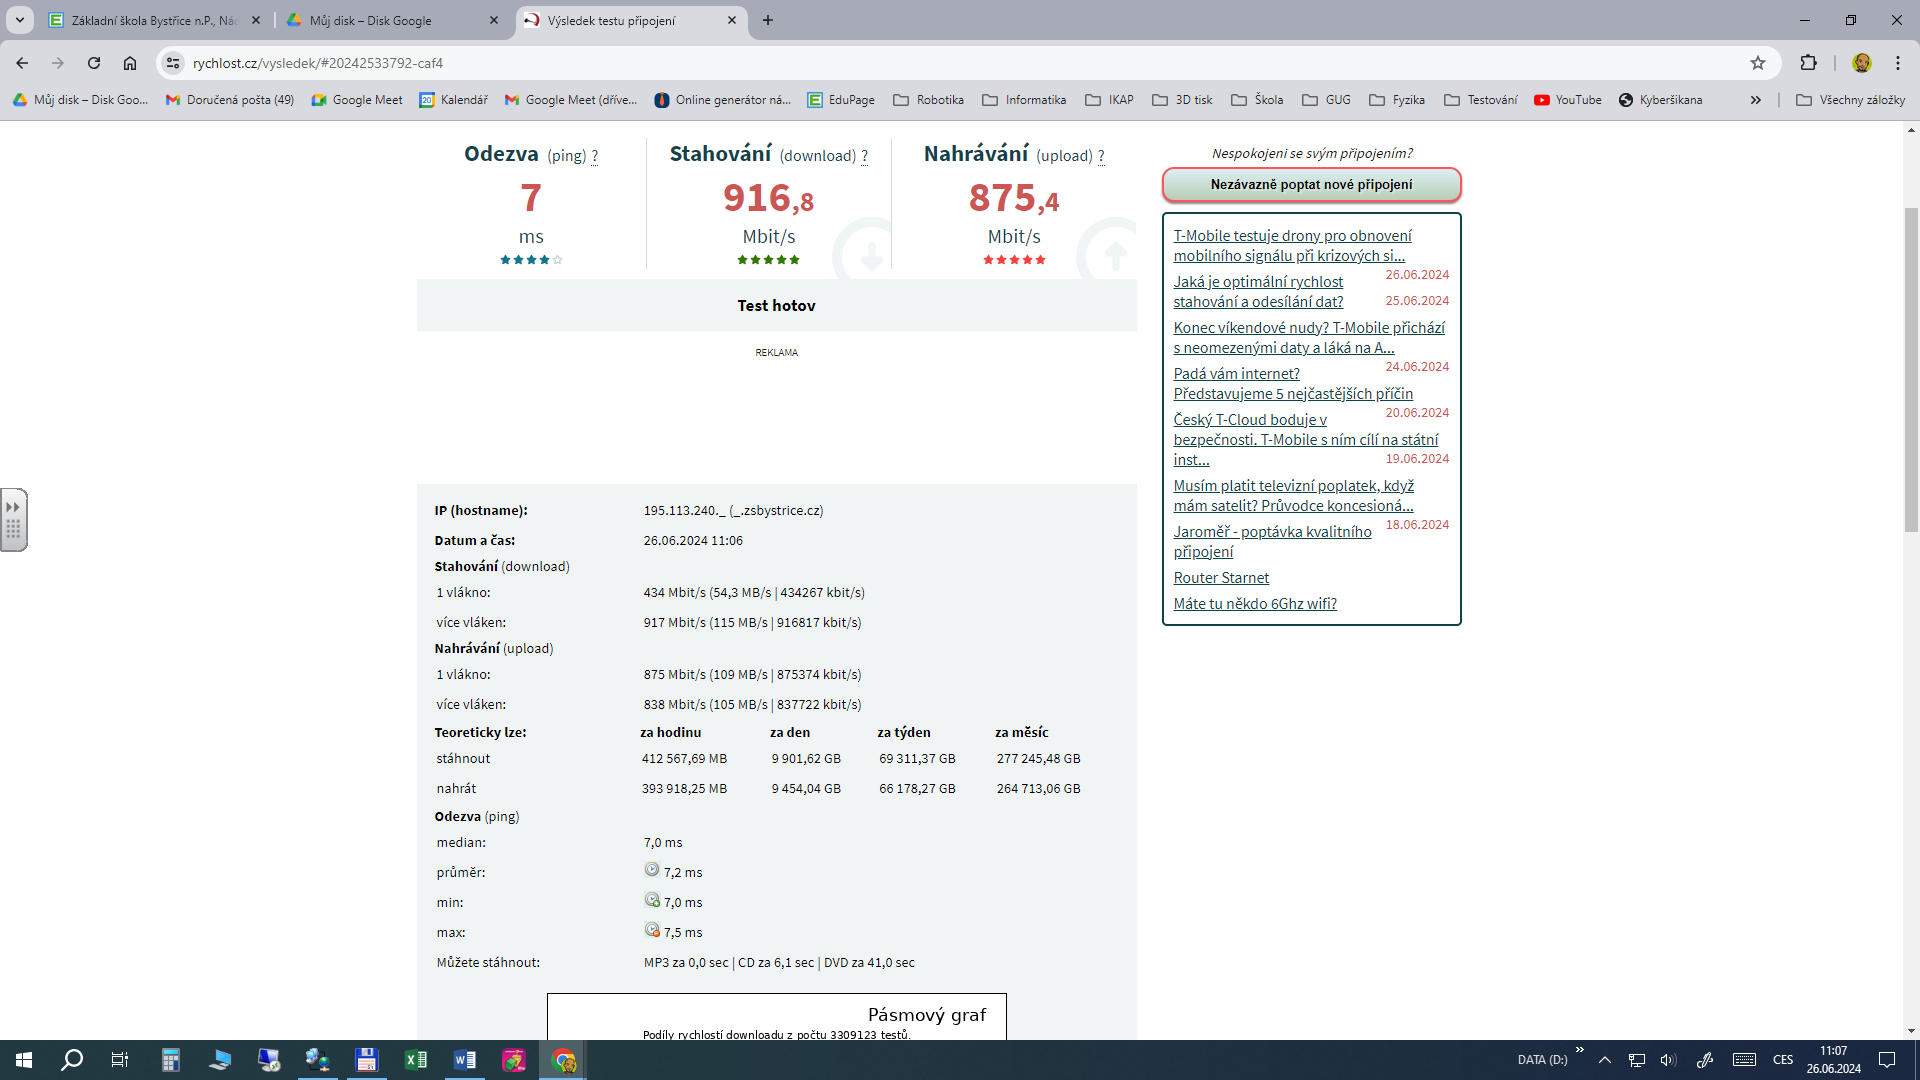 Základní škola Bystřice n.P., Nác
Můj disk – Disk Google
Výsledek testu připojení
rychlost.cz/vysledek/#20242533792-caf4
Můj disk – Disk Goo...
Doručená pošta (49)
Google Meet
20
Kalendář
Google Meet (dříve...
Online generátor ná...
EduPage
Robotika
Informatika
IKAP
3D tisk
Škola
GUG
Fyzika
Testování
YouTube
Kyberšikana
Všechny záložky
Odezva (ping) ?
7
ms
Stahování (download) ?
916,8
Mbit/s
Nahrávání (upload) ?
875,4
Mbit/s
Test hotov
REKLAMA
IP (hostname): 195.113.240._ (_.zsbystrice.cz)
Datum a čas: 26.06.2024 11:06
Stahování (download)
1 vlákno: 434 Mbit/s (54,3 MB/s | 434267 kbit/s)
více vláken: 917 Mbit/s (115 MB/s | 916817 kbit/s)
Nahrávání (upload)
1 vlákno: 875 Mbit/s (109 MB/s | 875374 kbit/s)
více vláken: 838 Mbit/s (105 MB/s | 837722 kbit/s)
Teoreticky lze: za hodinu za den za týden za měsíc
stáhnout 412 567,69 MB 9 901,62 GB 69 311,37 GB 277 245,48 GB
nahrát 393 918,25 MB 9 454,04 GB 66 178,27 GB 264 713,06 GB
Odezva (ping)
median: 7,0 ms
průměr: 7,2 ms
min: 7,0 ms
max: 7,5 ms
Můžete stáhnout: MP3 za 0,0 sec | CD za 6,1 sec | DVD za 41,0 sec
Pásmový graf
Podíly rychlostí downloadu z počtu 3309123 testů.
Nespokojeni se svým připojením?
Nezávazně poptat nové připojení
T-Mobile testuje drony pro obnovení
mobilního signálu při krizových si...
26.06.2024
Jaká je optimální rychlost
stahování a odesílání dat?
25.06.2024
Konec víkendové nudy? T-Mobile přichází
s neomezenými daty a láká na A...
24.06.2024
Padá vám internet?
Představujeme 5 nejčastějších příčin
20.06.2024
Český T-Cloud boduje v
bezpečnosti. T-Mobile s ním cílí na státní
inst...
19.06.2024
Musím platit televizní poplatek, když
mám satelit? Průvodce koncesioná...
18.06.2024
Jaroměř - poptávka kvalitního
připojení
Router Starnet
Máte tu někdo 6Ghz wifi?
DATA (D:)
CES
11:07
26.06.2024